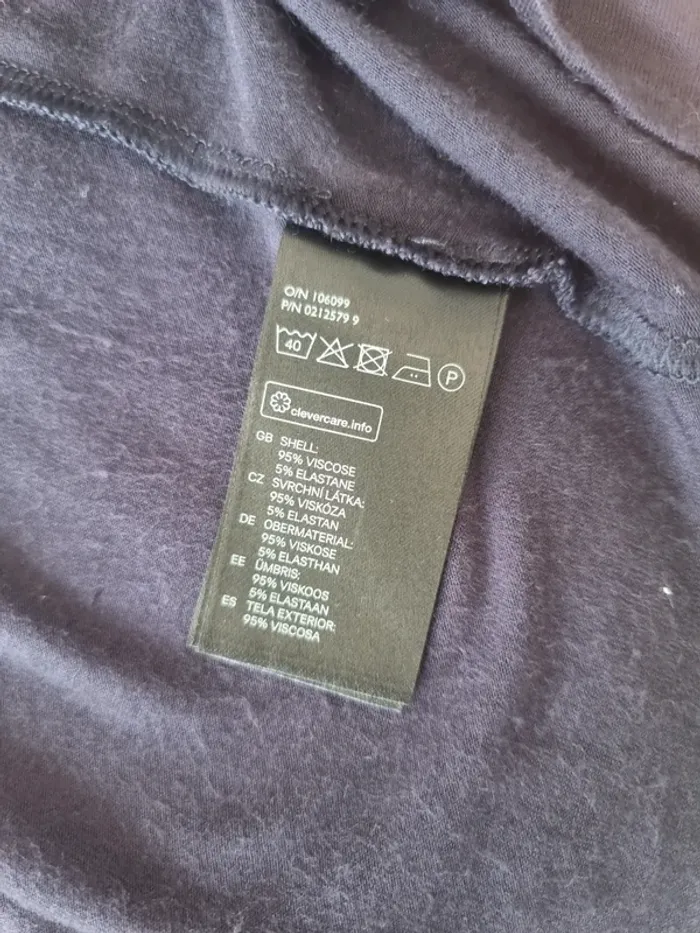 O/N 106099
P/N 0212579 9
40 P
clevercare.info
GB SHELL:
95% VISCOSE
5% ELASTANE
CZ SVRCHNÍ LÁTKA:
95% VISKÓZA
5% ELASTAN
DE OBERMATERIAL:
95% VISKOSE
5% ELASTHAN
EE ÜMBRIS:
95% VISKOOS
5% ELASTAAN
ES TELA EXTERIOR:
95% VISCOSA